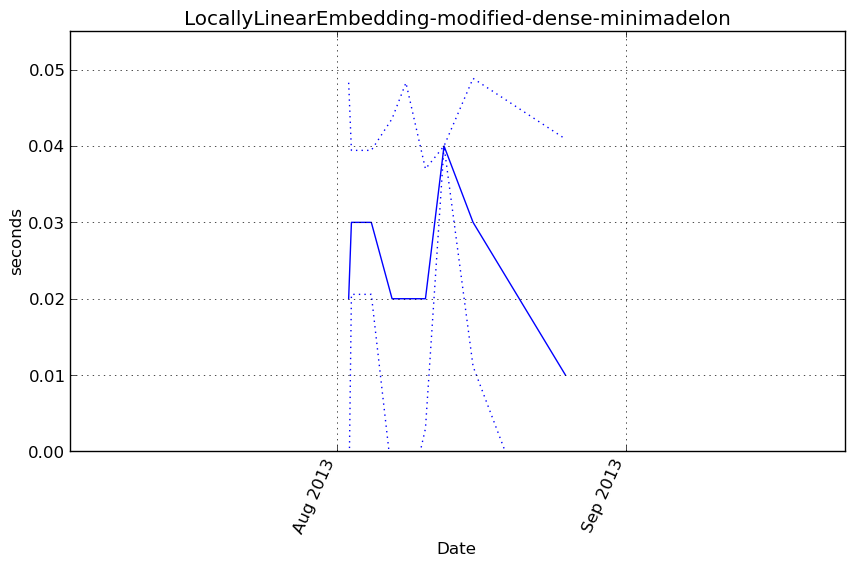 LocallyLinearEmbedding-modified-dense-minimadelon
0.05
0.04
0.03
0.02
0.01
0.00
seconds
Aug 2013
Sep 2013
Date